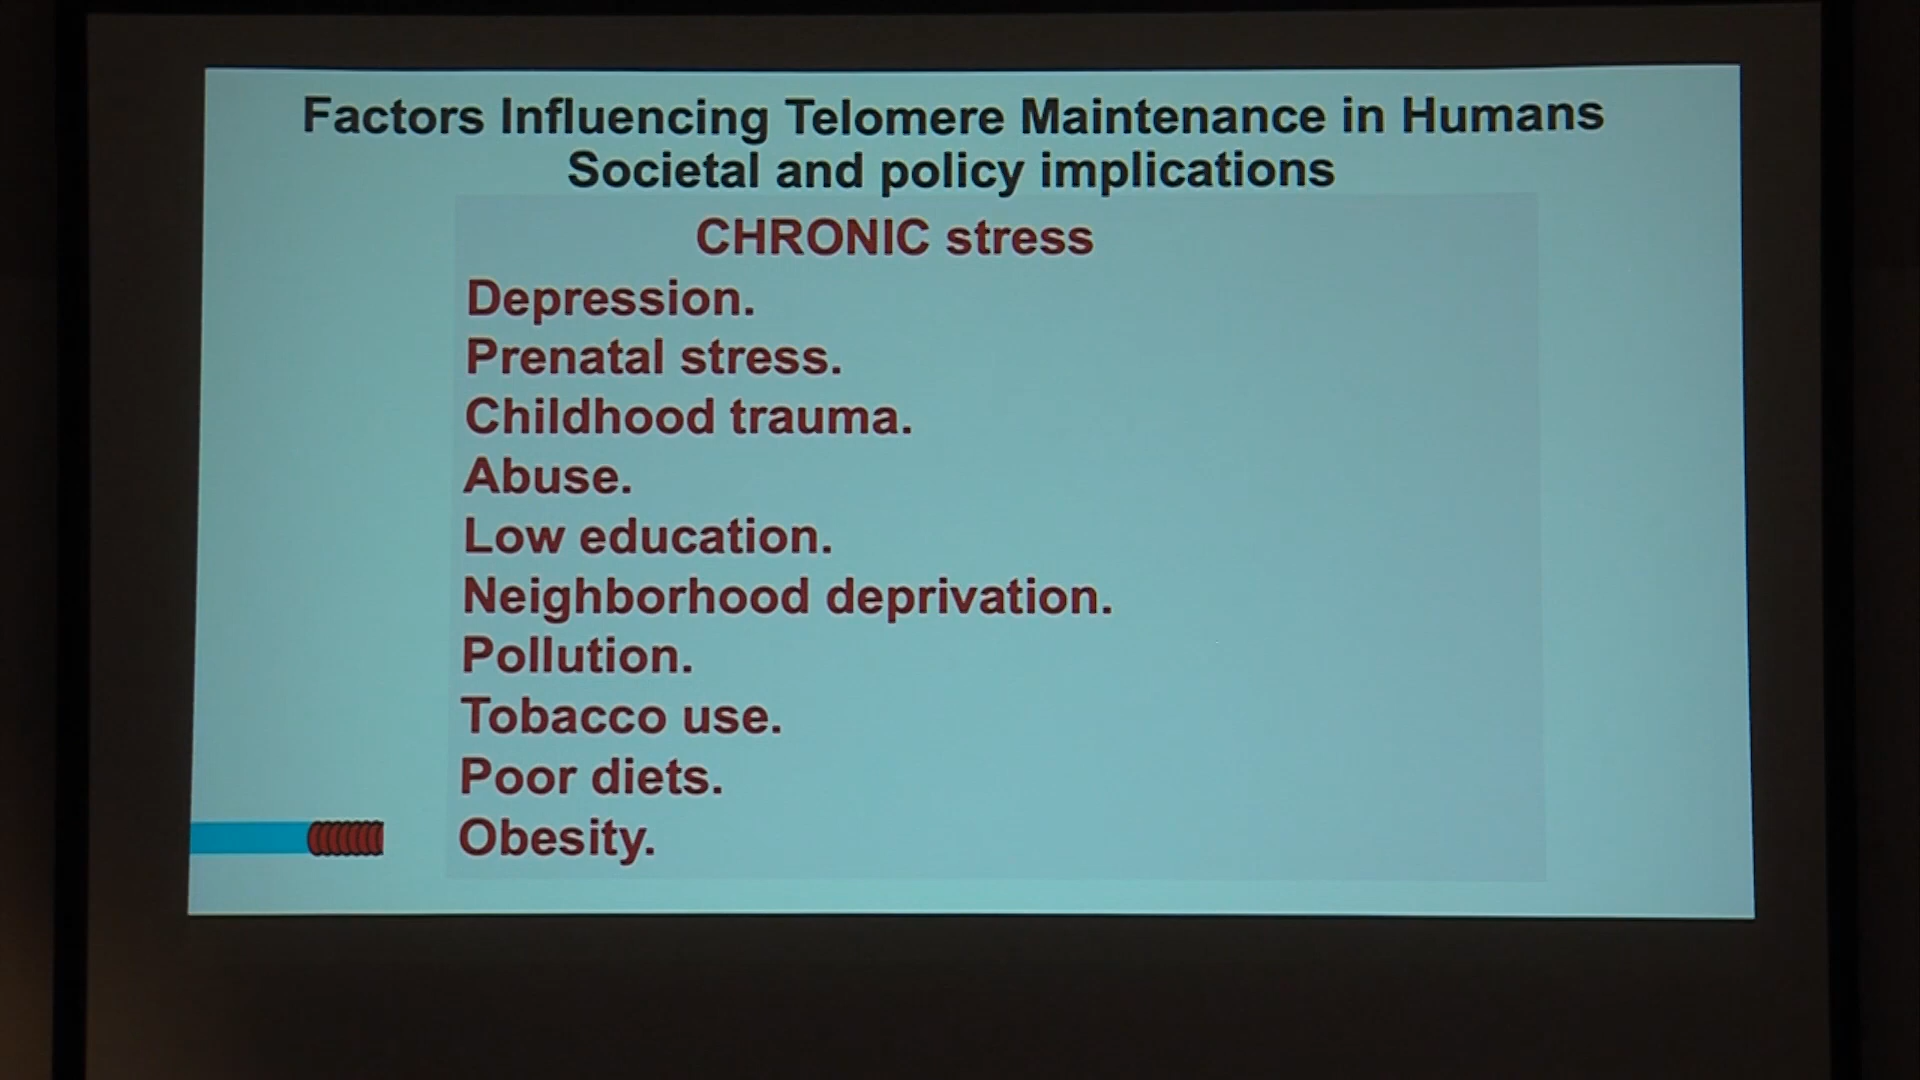 Factors Influencing Telomere Maintenance in Humans
Societal and policy implications
CHRONIC stress
Depression.
Prenatal stress.
Childhood trauma.
Abuse.
Low education.
Neighborhood deprivation.
Pollution.
Tobacco use.
Poor diets.
Obesity.